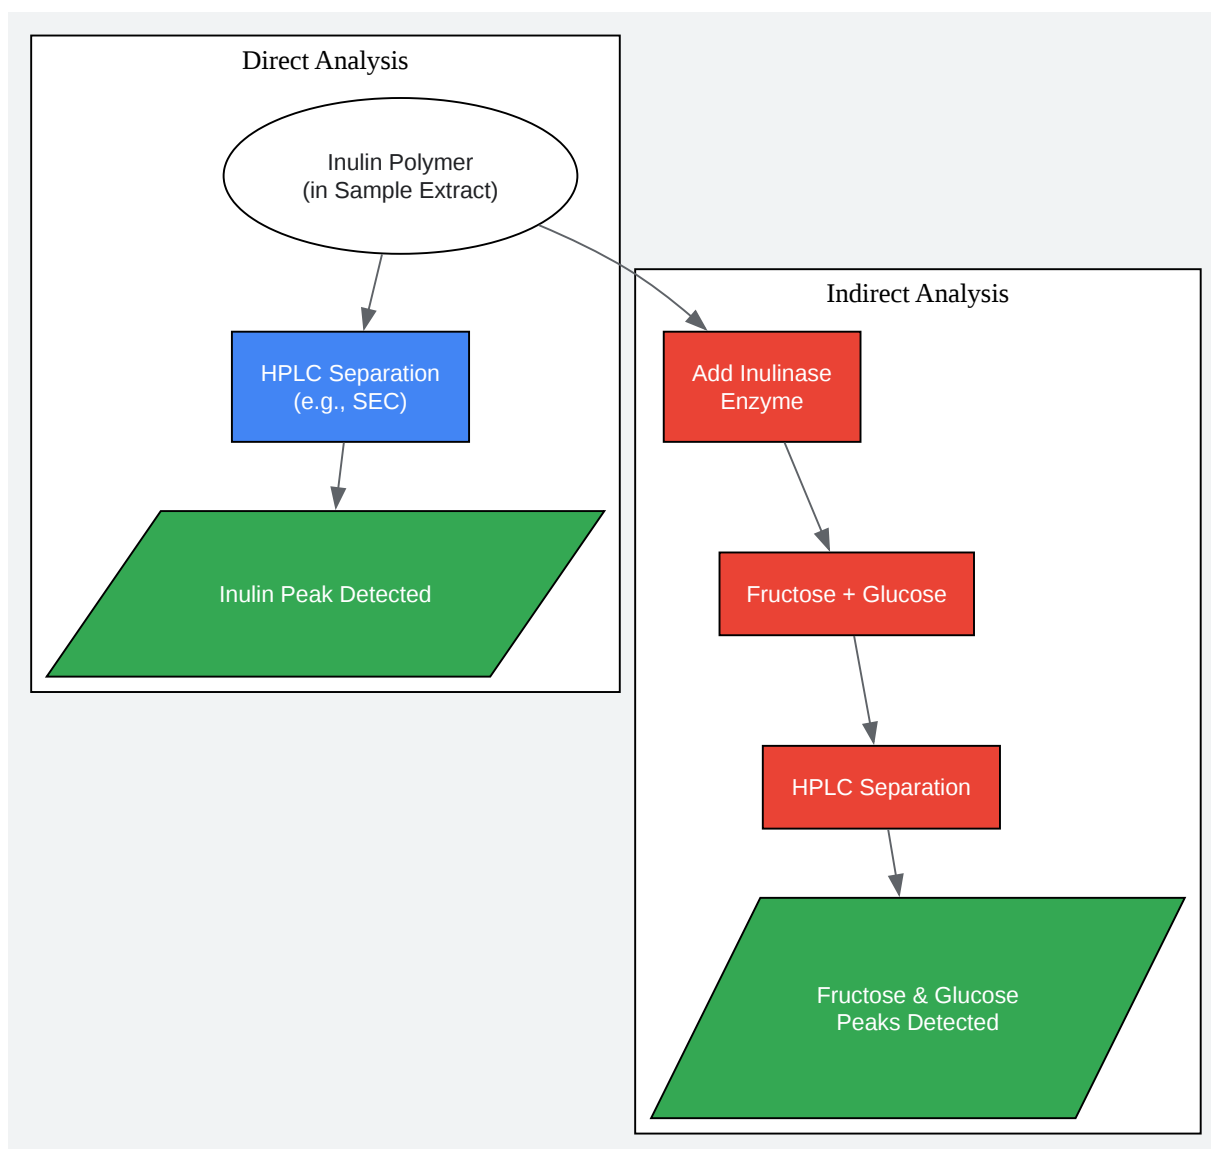 Direct Analysis
Inulin Polymer
(in Sample Extract)
HPLC Separation
(e.g., SEC)
Inulin Peak Detected
Indirect Analysis
Add Inulinase
Enzyme
Fructose + Glucose
HPLC Separation
Fructose & Glucose
Peaks Detected